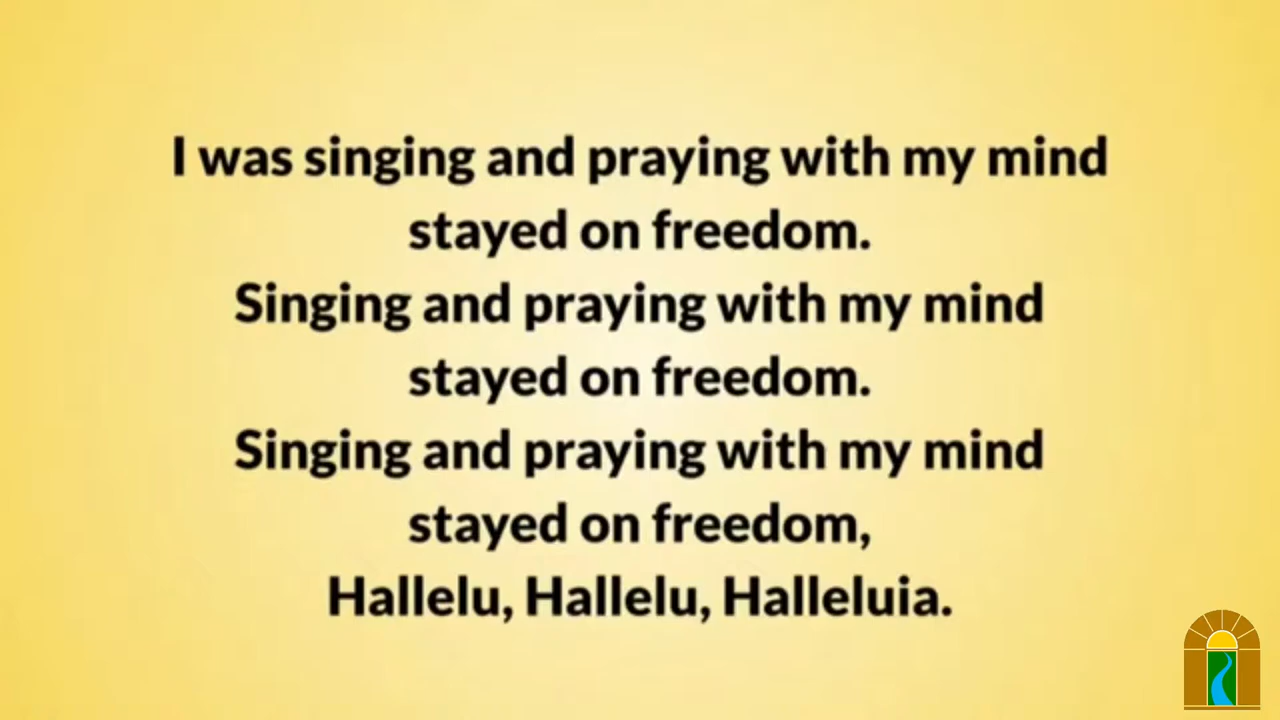 I was singing and praying with my mind
stayed on freedom.
Singing and praying with my mind
stayed on freedom.
Singing and praying with my mind
stayed on freedom,
Hallelu, Hallelu, Halleluia.